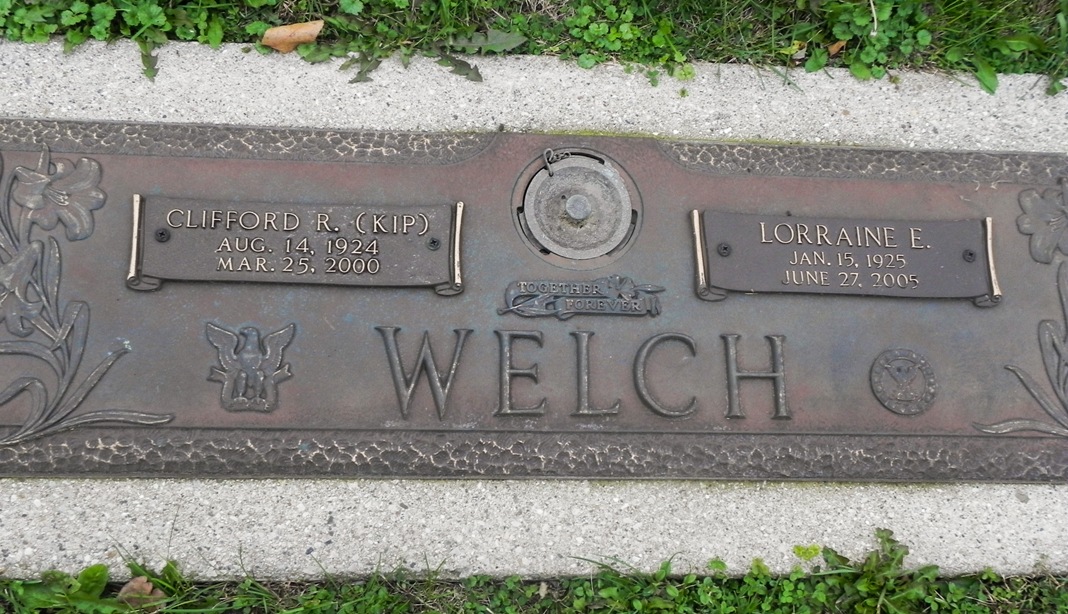 CLIFFORD R. (KIP)
AUG. 14, 1924
MAR. 25, 2000
LORRAINE E.
JAN. 15, 1925
JUNE 27, 2005
TOGETHER
FOREVER
WELCH